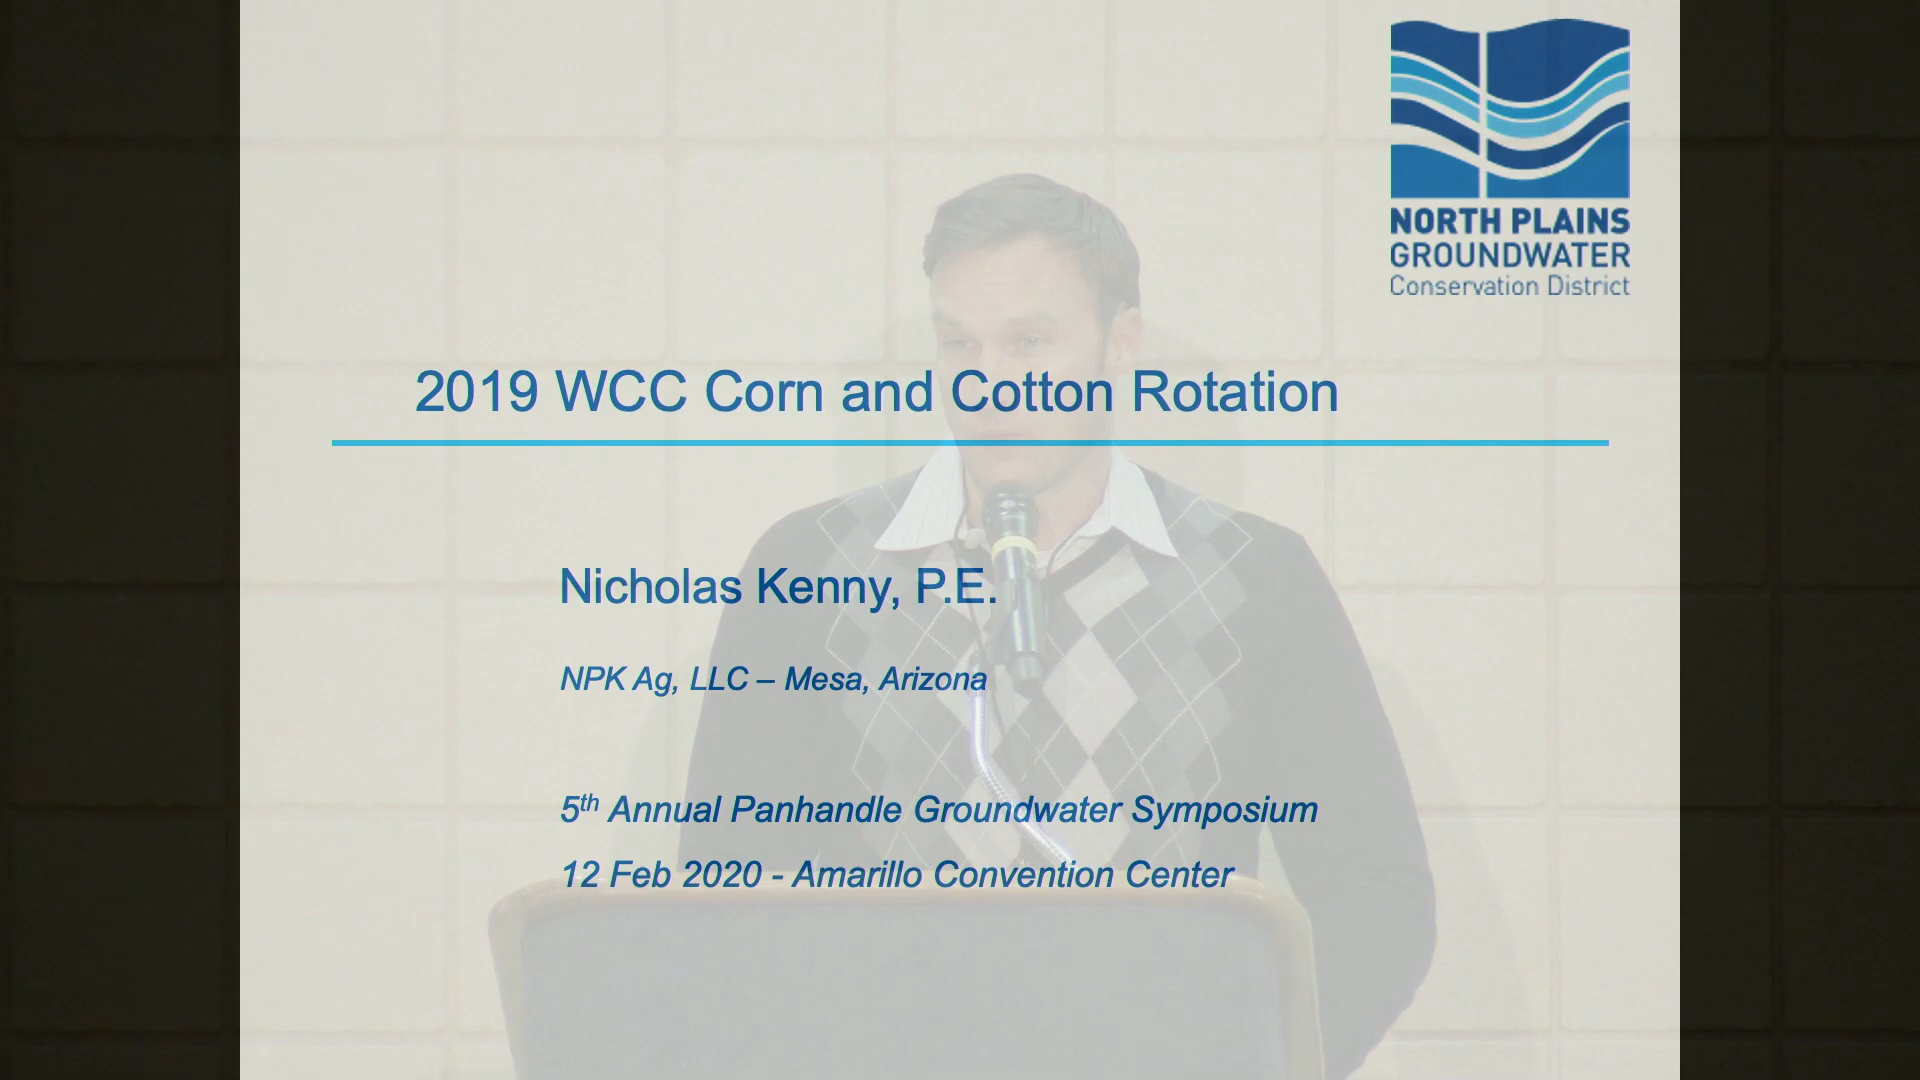 NORTH PLAINS
GROUNDWATER
Conservation District
2019 WCC Corn and Cotton Rotation
Nicholas Kenny, P.E.
NPK Ag, LLC – Mesa, Arizona
5th Annual Panhandle Groundwater Symposium
12 Feb 2020 - Amarillo Convention Center